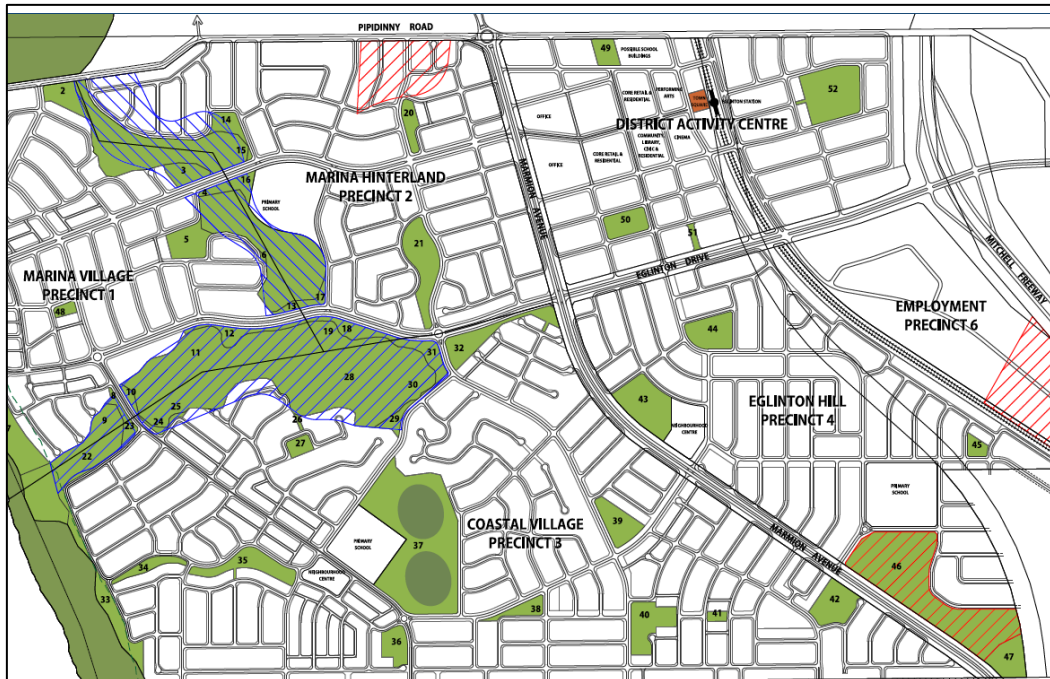 PIPIDINNY ROAD
49
POSSIBLE SCHOOL
BUILDINGS
2
52
CORE RETAIL &
RESIDENTIAL
PERFORMING
ARTS
TOWN
SQUARE
EGLINTON STATION
20
14
OFFICE
DISTRICT ACTIVITY CENTRE
15
COMMUNITY,
LIBRARY,
CIVIC &
RESIDENTIAL
CINEMA
OFFICE
CORE RETAIL &
RESIDENTIAL
3
16
MARINA HINTERLAND
PRECINCT 2
4
PRIMARY
SCHOOL
MARMION AVENUE
50
21
51
5
6
MITCHELL FREEWAY
EGLINTON DRIVE
MARINA VILLAGE
PRECINCT 1
17
13
48
EMPLOYMENT
PRECINCT 6
12
19
18
44
11
31
32
28
30
10
8
43
EGLINTON HILL
PRECINCT 4
25
9
26
29
24
23
7
NEIGHBOURHOOD
CENTRE
27
45
22
PRIMARY
SCHOOL
39
COASTAL VILLAGE
PRECINCT 3
PRIMARY
SCHOOL
37
MARMION AVENUE
35
34
46
NEIGHBOURHOOD
CENTRE
33
38
40
41
42
36
47